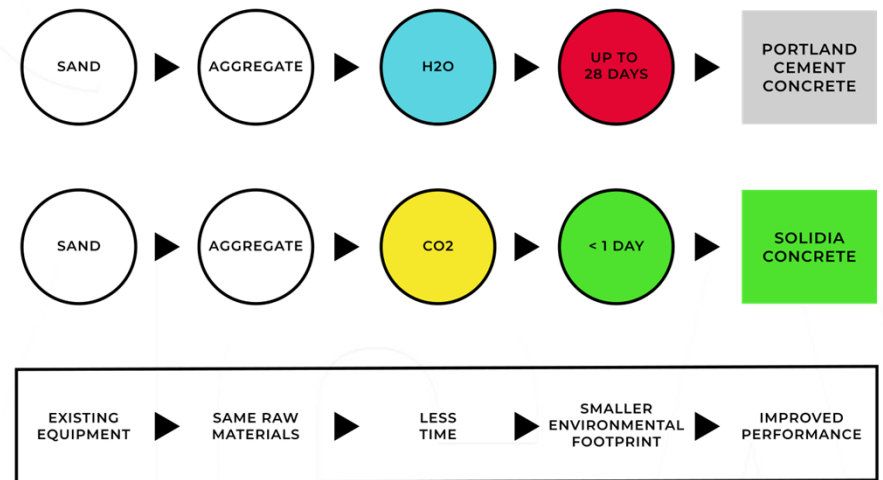 SAND
AGGREGATE
H2O
UP TO
28 DAYS
PORTLAND
CEMENT
CONCRETE
SAND
AGGREGATE
CO2
< 1 DAY
SOLIDIA
CONCRETE
EXISTING
EQUIPMENT
SAME RAW
MATERIALS
LESS
TIME
SMALLER
ENVIRONMENTAL
FOOTPRINT
IMPROVED
PERFORMANCE